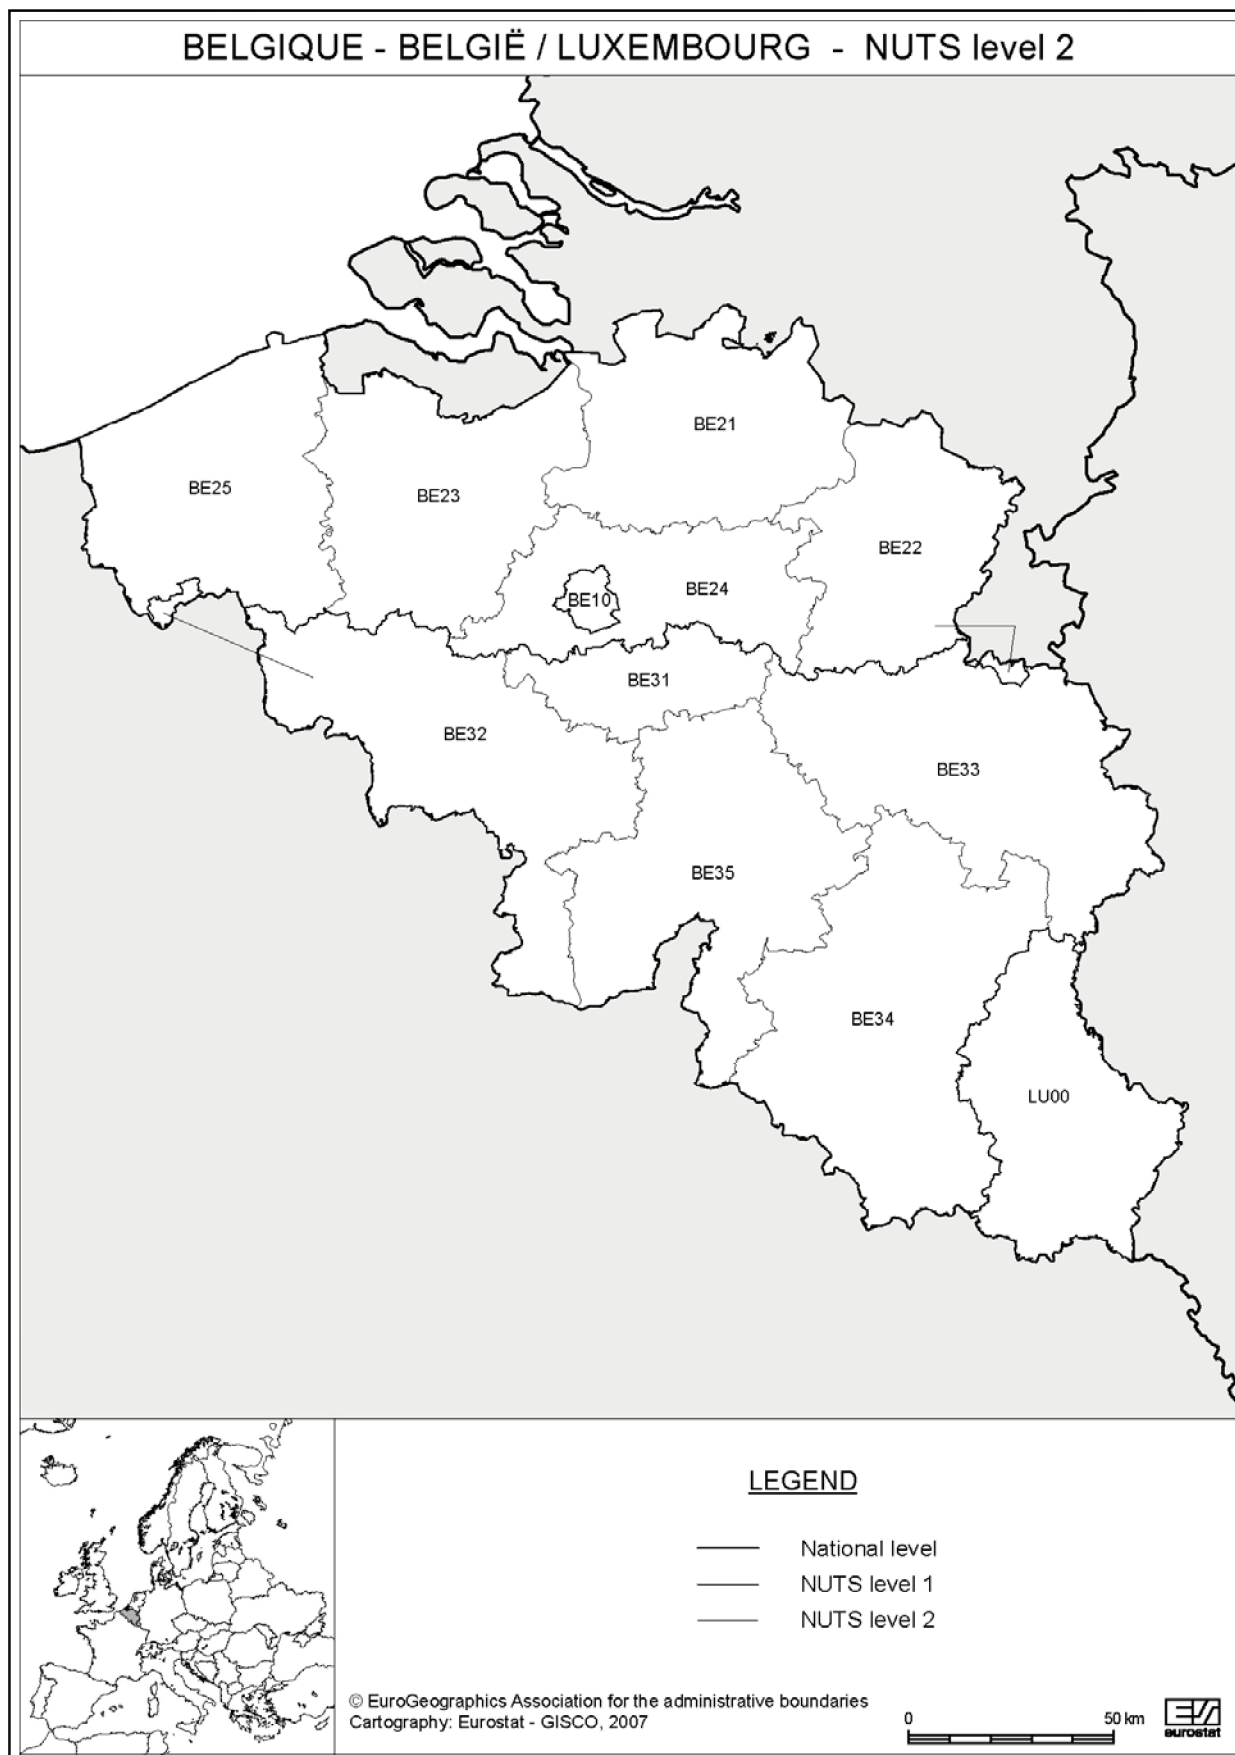 BELGIQUE - BELGIË / LUXEMBOURG - NUTS level 2
BE21
BE25
BE23
BE22
BE24
BE10
BE31
BE32
BE33
BE35
BE34
LU00
LEGEND
National level
NUTS level 1
NUTS level 2
© EuroGeographics Association for the administrative boundaries
Cartography: Eurostat - GISCO, 2007
0 50 km
eurostat